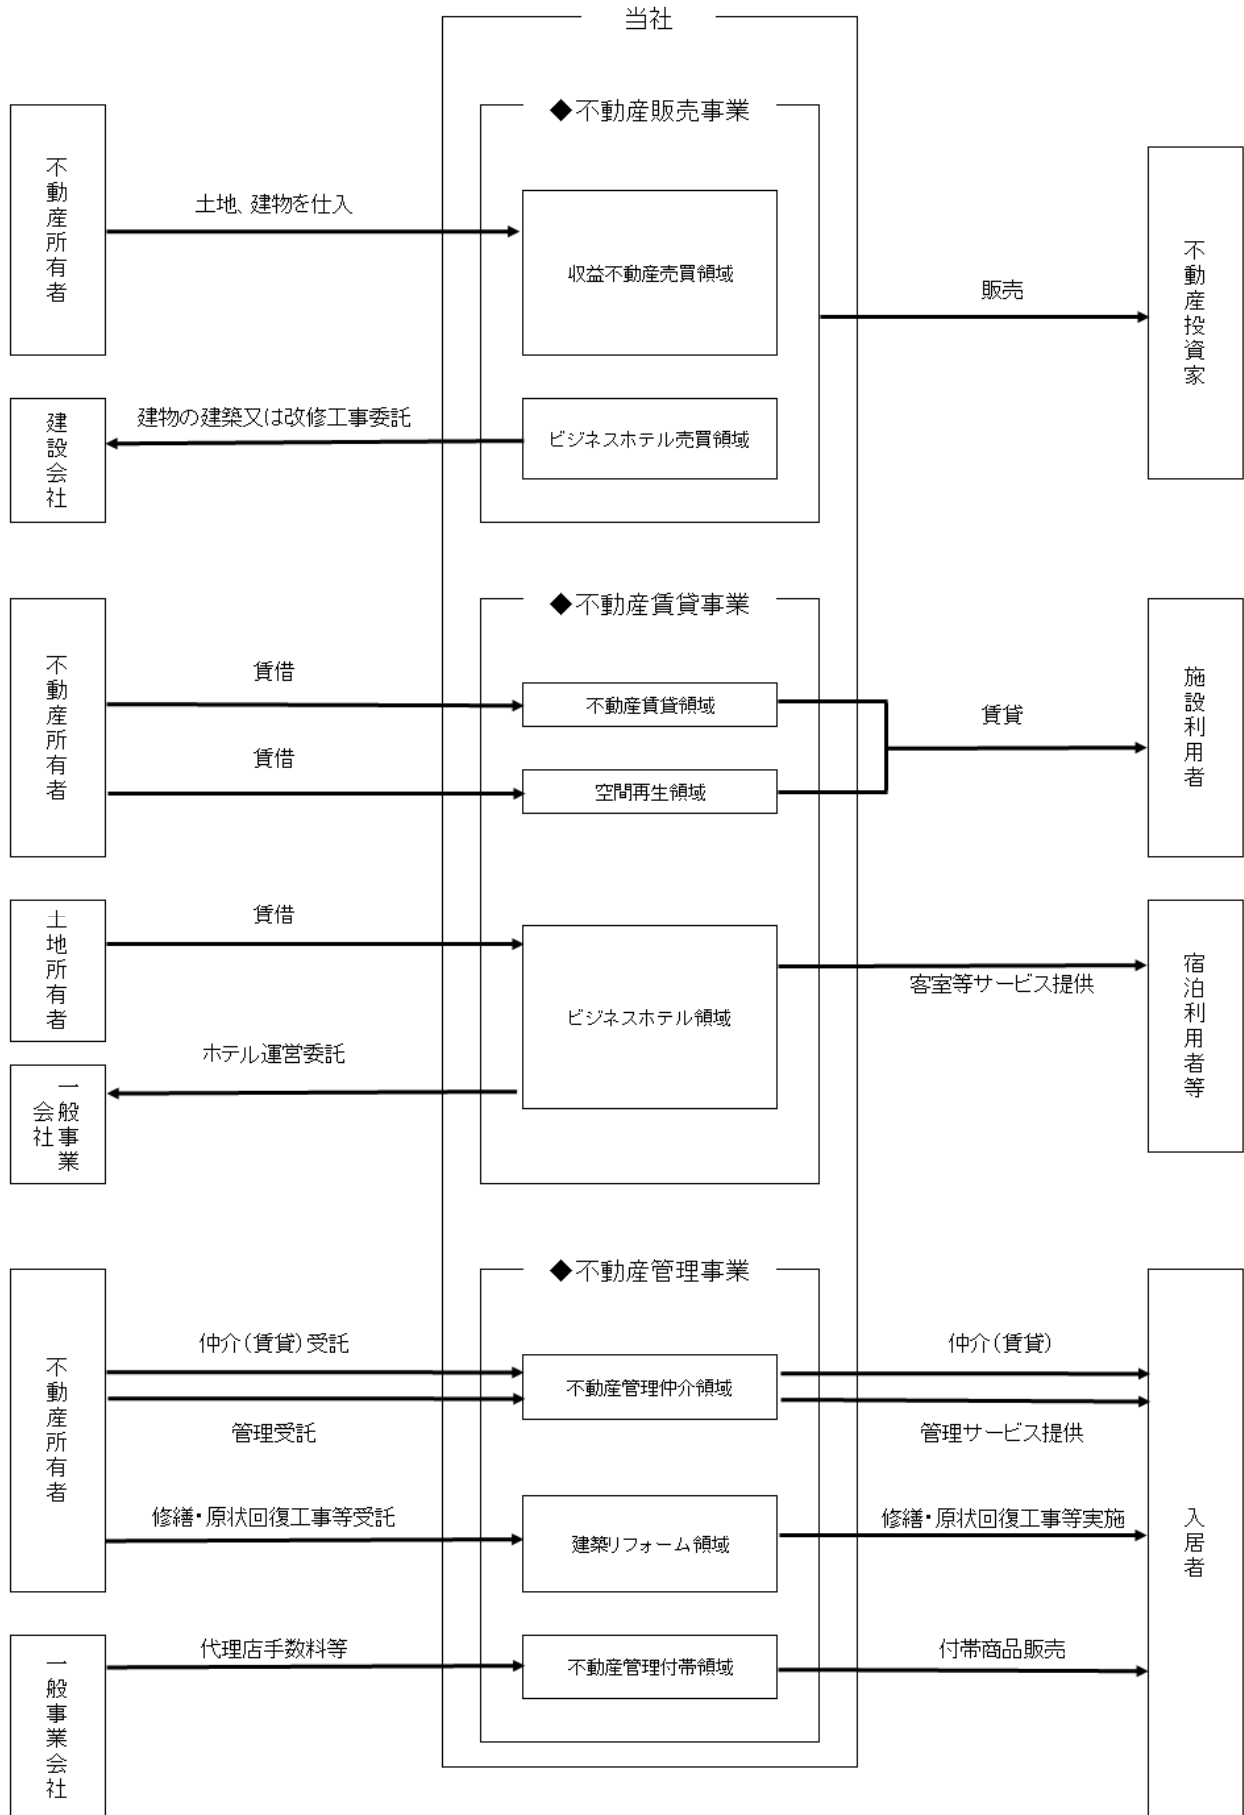 当社
◆不動産販売事業
不動産所有者
土地、建物を仕入
収益不動産売買領域
販売
不動産投資家
建設会社
建物の建築又は改修工事委託
ビジネスホテル売買領域
◆不動産賃貸事業
不動産所有者
賃借
不動産賃貸領域
賃貸
施設利用者
賃借
空間再生領域
土地所有者
賃借
ビジネスホテル領域
客室等サービス提供
宿泊利用者等
ホテル運営委託
一般事業
会社
◆不動産管理事業
不動産所有者
仲介(賃貸)受託
不動産管理仲介領域
仲介(賃貸)
管理受託
管理サービス提供
修繕・原状回復工事等受託
建築リフォーム領域
修繕・原状回復工事等実施
入居者
一般事業会社
代理店手数料等
不動産管理付帯領域
付帯商品販売